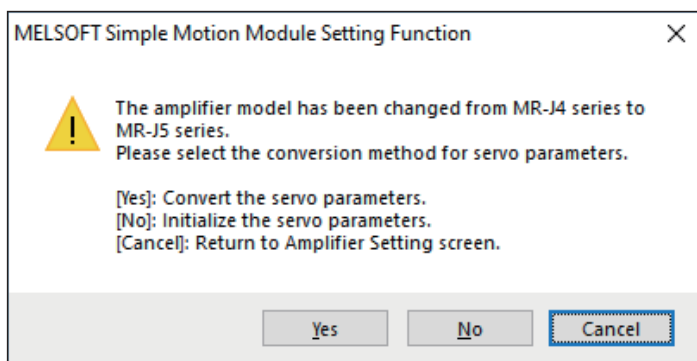 MELSOFT Simple Motion Module Setting Function
The amplifier model has been changed from MR-J4 series to
MR-J5 series.
Please select the conversion method for servo parameters.
[Yes]: Convert the servo parameters.
[No]: Initialize the servo parameters.
[Cancel]: Return to Amplifier Setting screen.
Yes No Cancel